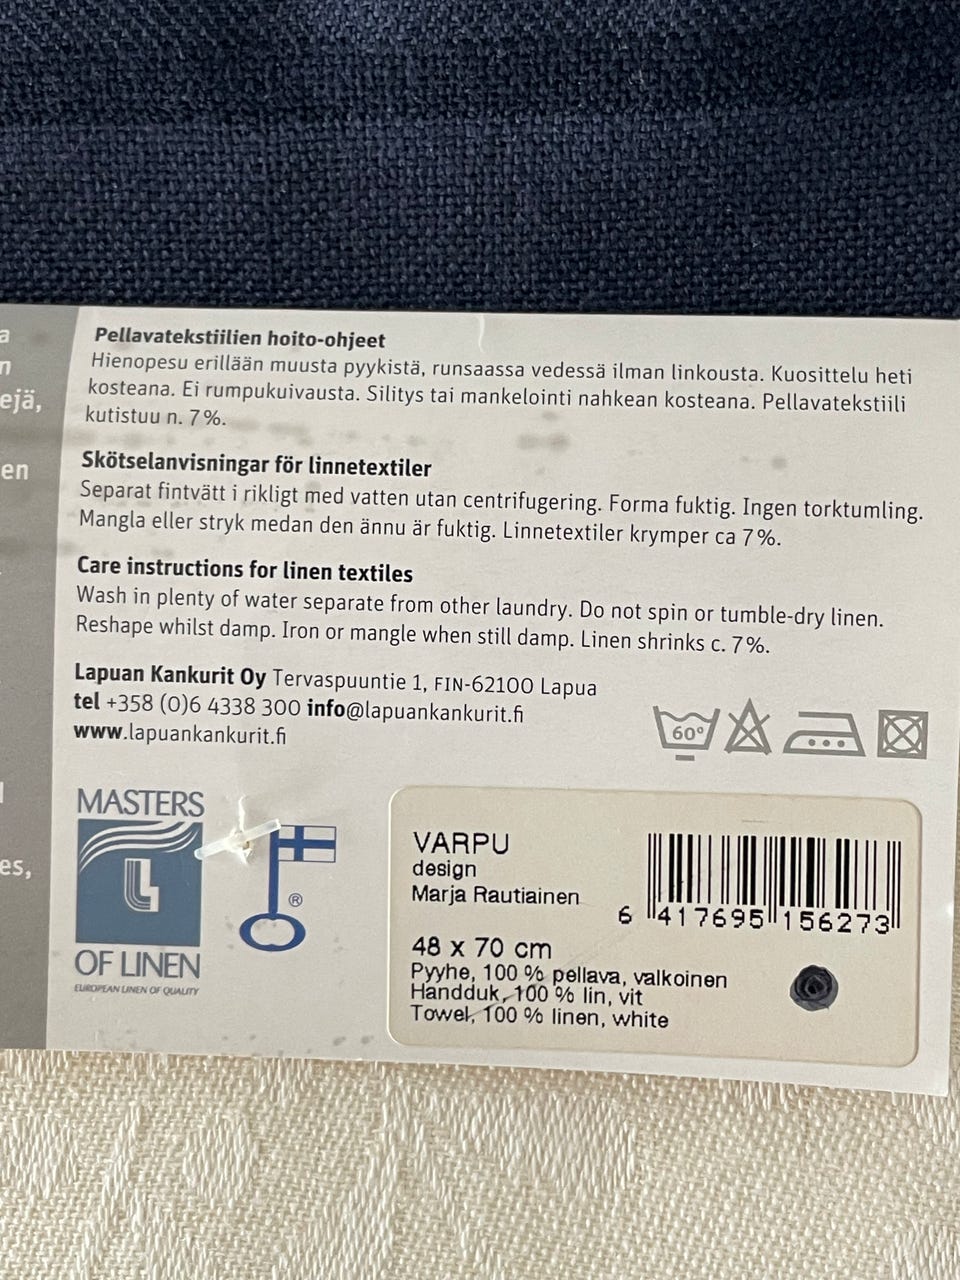 a
n
ejä,
en
es,
Pellavatekstiilien hoito-ohjeet
Hienopesu erillään muusta pyykistä, runsaassa vedessä ilman linkousta. Kuosittelu heti
kosteana. Ei rumpukuivausta. Silitys tai mankelointi nahkean kosteana. Pellavatekstiili
kutistuu n. 7 %.
Skötselanvisningar för linnetextiler
Separat fintvätt i rikligt med vatten utan centrifugering. Forma fuktig. Ingen torktumling.
Mangla eller stryk medan den ännu är fuktig. Linnetextiler krymper ca 7 %.
Care instructions for linen textiles
Wash in plenty of water separate from other laundry. Do not spin or tumble-dry linen.
Reshape whilst damp. Iron or mangle when still damp. Linen shrinks c. 7 %.
Lapuan Kankurit Oy Tervaspuuntie 1, FIN-62100 Lapua
tel +358 (0)6 4338 300 info@lapuankankurit.fi
www.lapuankankurit.fi
60°
MASTERS
L
OF LINEN
EUROPEAN LINEN OF QUALITY
®
VARPU
design
Marja Rautiainen
6 417695 156273
48 x 70 cm
Pyyhe, 100 % pellava, valkoinen
Handduk, 100 % lin, vit
Towel, 100 % linen, white